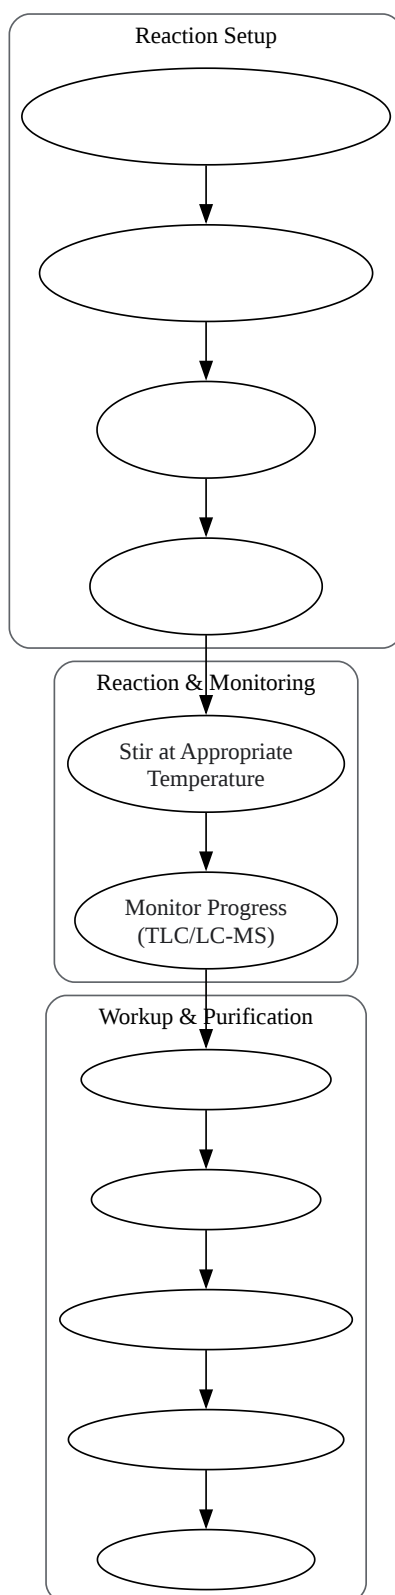 Reaction Setup
Reaction & Monitoring
Stir at Appropriate
Temperature
Monitor Progress
(TLC/LC-MS)
Workup & Purification